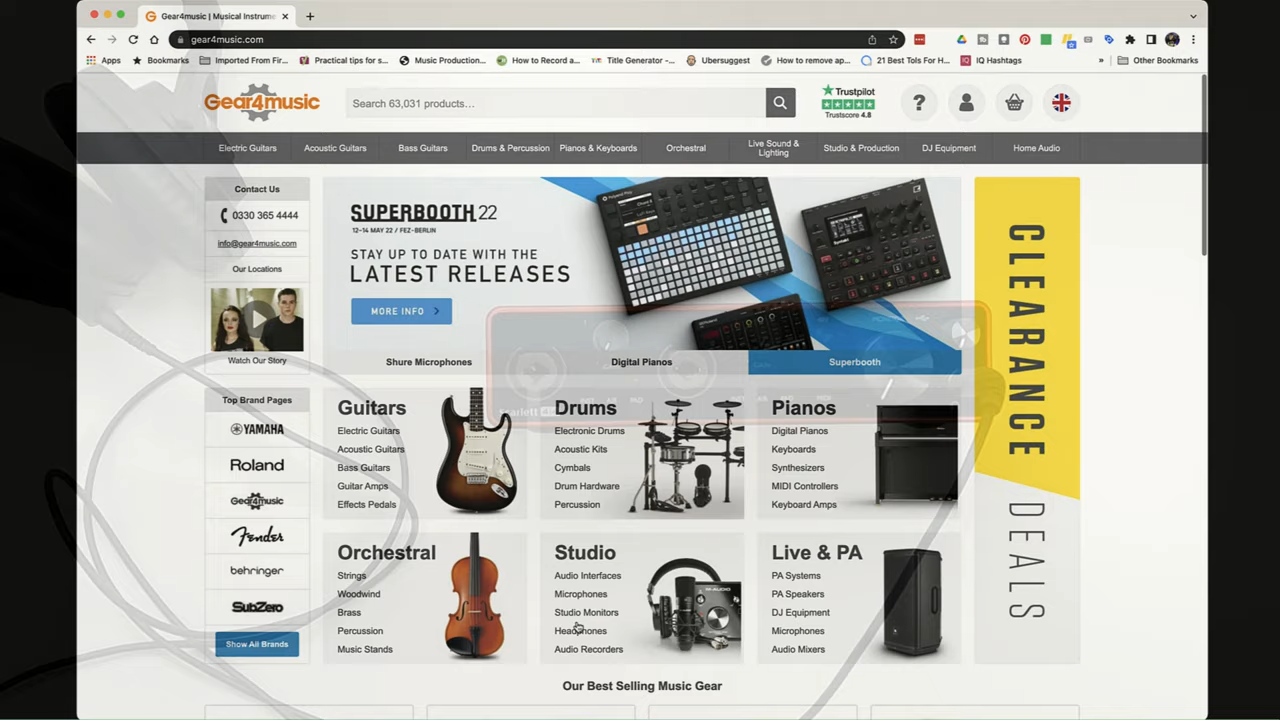 Gear4music | Musical Instrume
gear4music.com
Apps
Bookmarks
Imported From Fir...
Practical tips for s...
Music Production...
How to Record a...
Title Generator -...
Ubersuggest
How to remove ap...
21 Best Tols For H...
IQ Hashtags
»
Other Bookmarks
Gear4music
Search 63,031 products...
Trustpilot
Trustscore 4.8
?
Electric Guitars
Acoustic Guitars
Bass Guitars
Drums & Percussion
Pianos & Keyboards
Orchestral
Live Sound &
Lighting
Studio & Production
DJ Equipment
Home Audio
Contact Us
0330 365 4444
info@gear4music.com
Our Locations
Watch Our Story
SUPERBOOTH 22
12-14 MAY 22 / FEZ-BERLIN
STAY UP TO DATE WITH THE
LATEST RELEASES
MORE INFO
Shure Microphones
Digital Pianos
Superbooth
CLEARANCE
DEALS
Top Brand Pages
YAMAHA
Roland
Gear4music
Fender
behringer
SubZero
Show All Brands
Guitars
Electric Guitars
Acoustic Guitars
Bass Guitars
Guitar Amps
Effects Pedals
Scarlett
Drums
Electronic Drums
Acoustic Kits
Cymbals
Drum Hardware
Percussion
Pianos
Digital Pianos
Keyboards
Synthesizers
MIDI Controllers
Keyboard Amps
Orchestral
Strings
Woodwind
Brass
Percussion
Music Stands
Studio
Audio Interfaces
Microphones
Studio Monitors
Headphones
Audio Recorders
Live & PA
PA Systems
PA Speakers
DJ Equipment
Microphones
Audio Mixers
Our Best Selling Music Gear